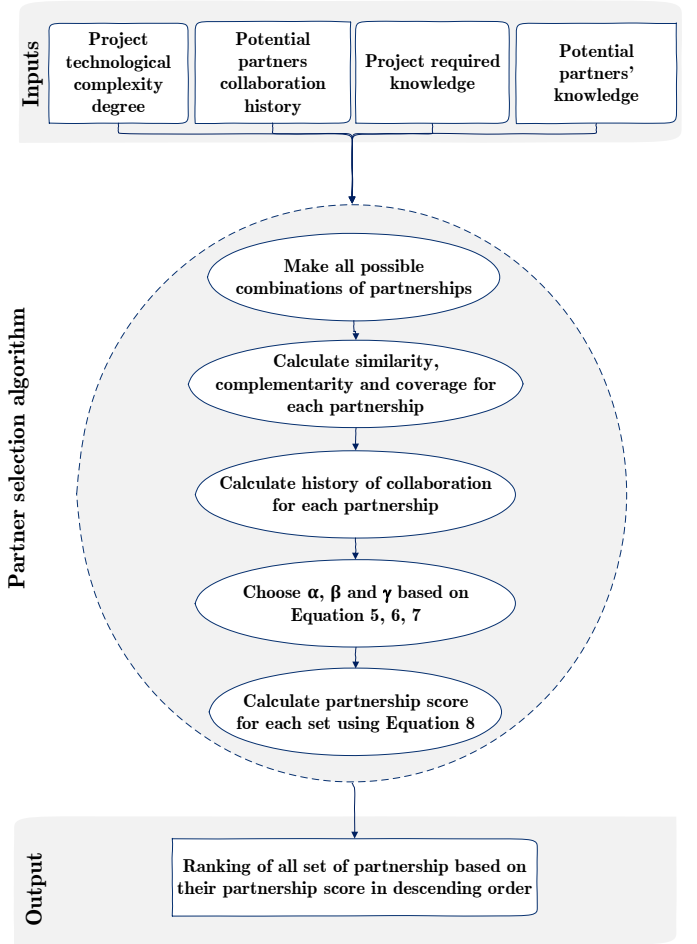 Inputs
Project
technological
complexity
degree
Potential
partners
collaboration
history
Project required
knowledge
Potential
partners'
knowledge
Partner selection algorithm
Make all possible
combinations of partnerships
Calculate similarity,
complementarity and coverage for
each partnership
Calculate history of collaboration
for each partnership
Choose α, β and γ based on
Equation 5, 6, 7
Calculate partnership score
for each set using Equation 8
Output
Ranking of all set of partnership based on
their partnership score in descending order